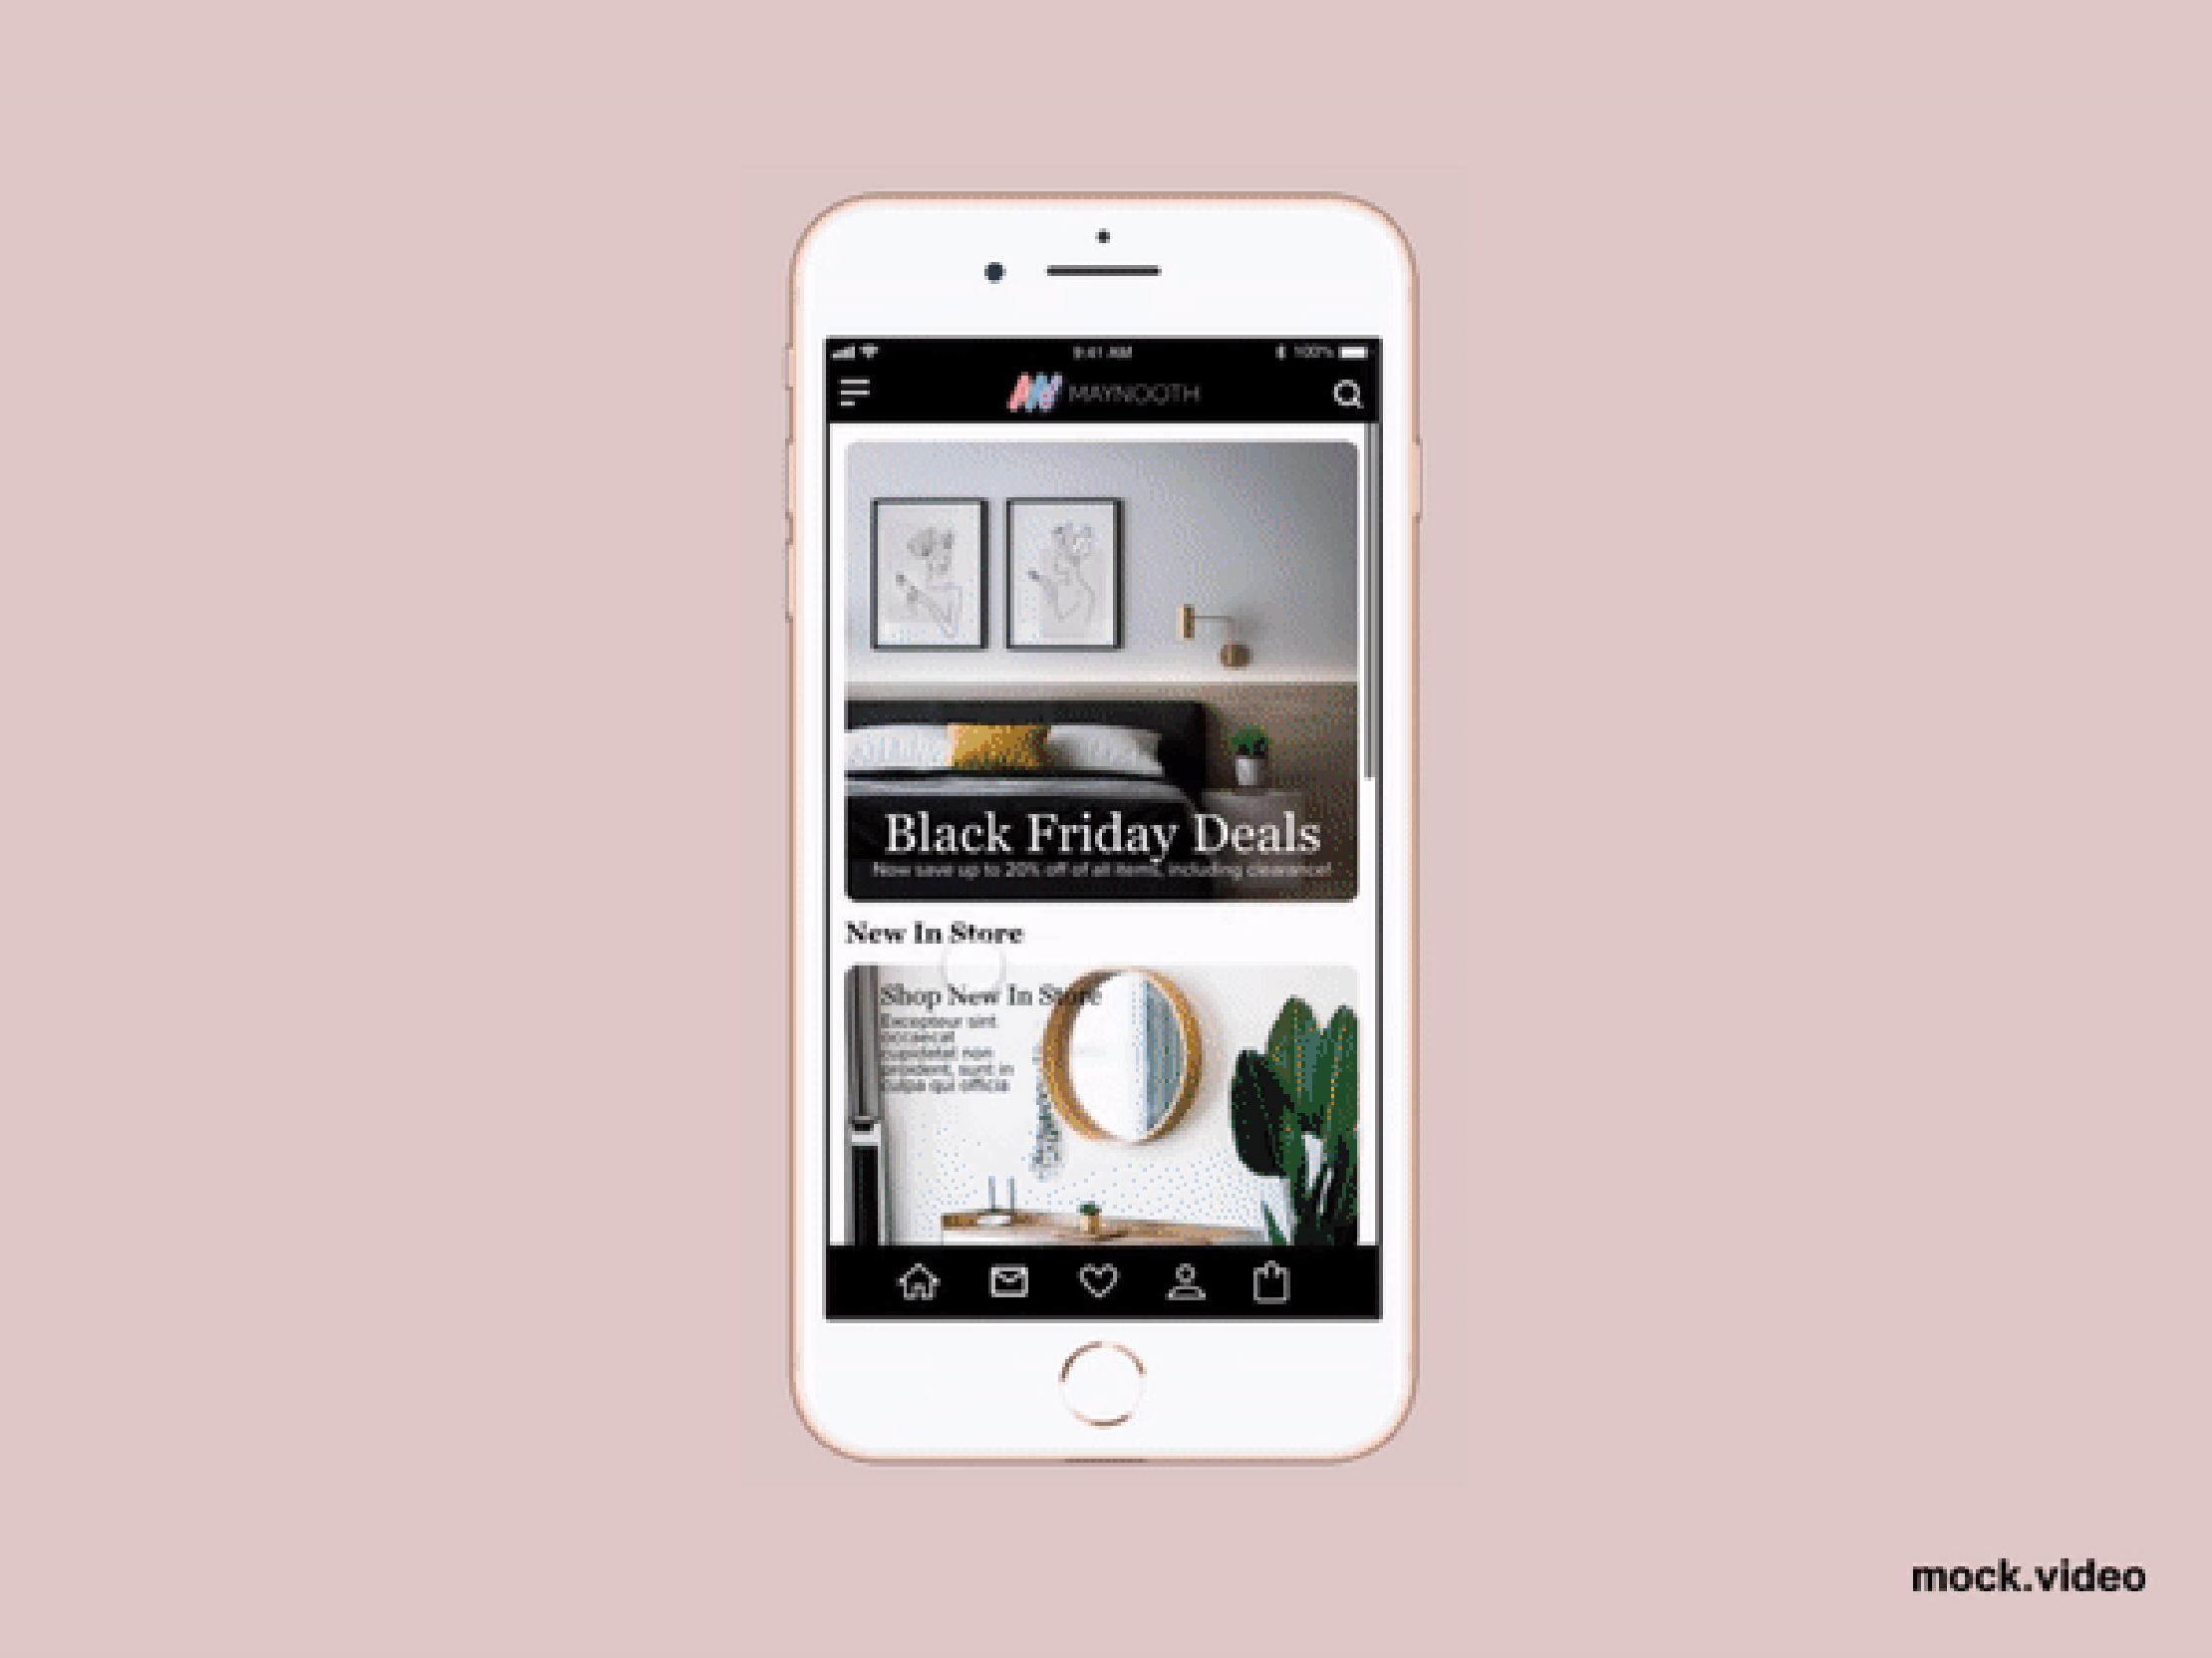 9:41 AM
100%
MAYNOOTH
Black Friday Deals
Now save up to 20% off of all items, including clearance!
New In Store
Shop New In Store
Excepteur sint
occaecat
cupidatat non
proident, sunt in
culpa qui officia
mock.video